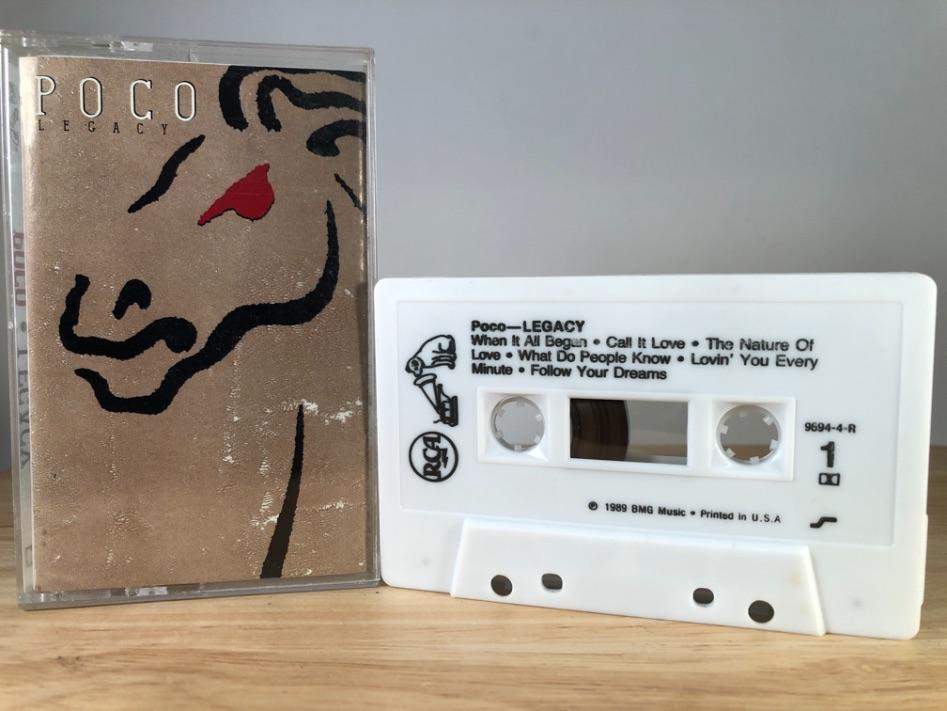 POCO
LEGACY
POCO • LEGACY
Poco—LEGACY
When It All Began • Call It Love • The Nature Of
Love • What Do People Know • Lovin' You Every
Minute • Follow Your Dreams
9694-4-R
1
RCA
℗ 1989 BMG Music • Printed in U.S.A